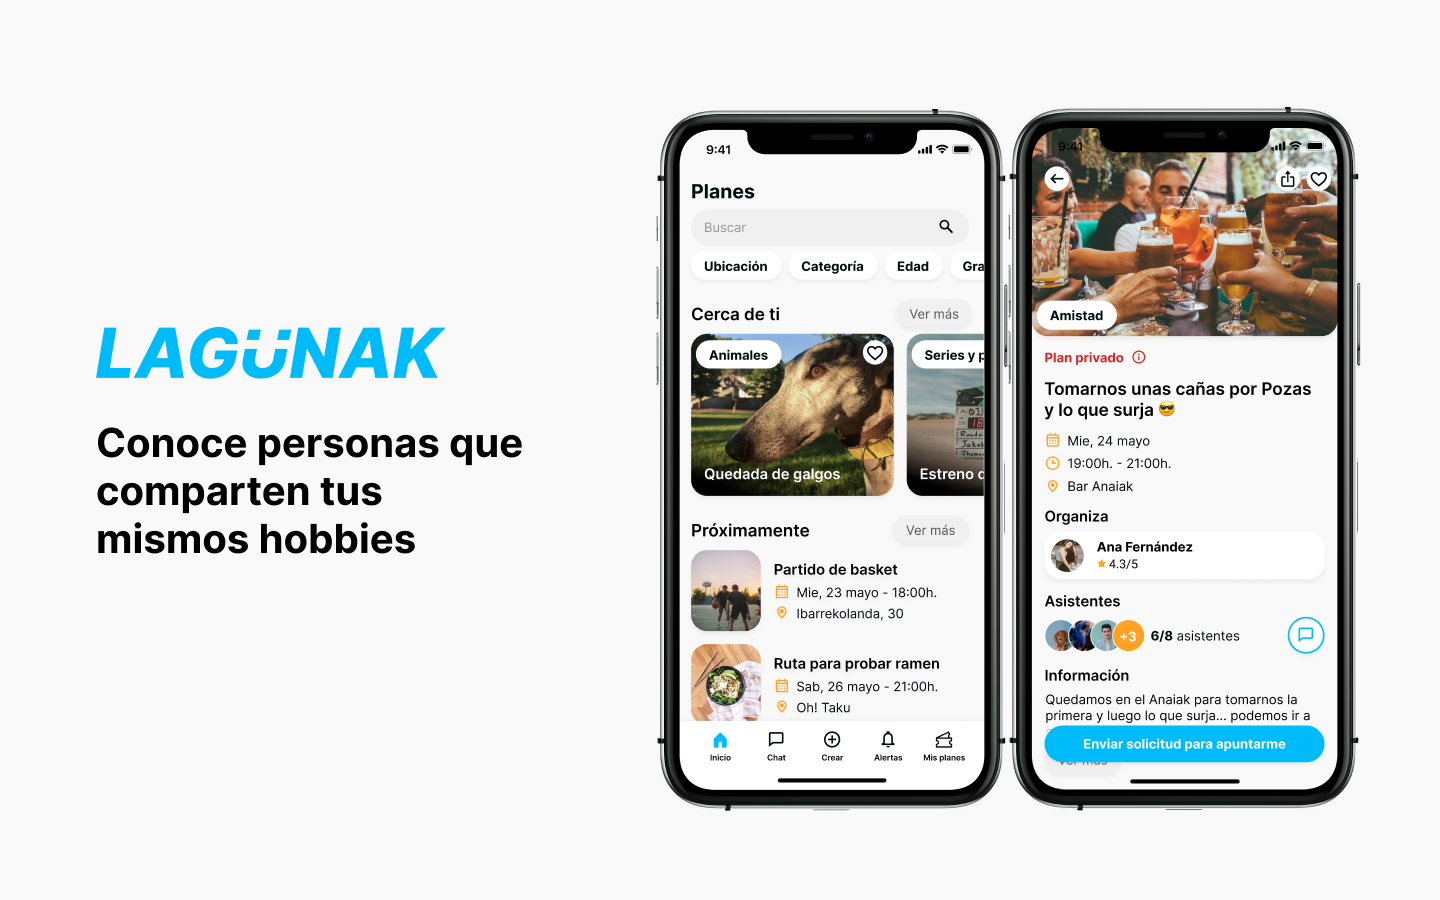 LAGÜNAK
Conoce personas que
comparten tus
mismos hobbies
9:41
Planes
Buscar
Ubicación
Categoría
Edad
Gra
Cerca de ti
Ver más
Animales
Quedada de galgos
Series y p
Estreno d
Próximamente
Ver más
Partido de basket
Mie, 23 mayo - 18:00h.
Ibarrekolanda, 30
Ruta para probar ramen
Sab, 26 mayo - 21:00h.
Oh! Taku
Inicio
Chat
Crear
Alertas
Mis planes
9:41
Amistad
Plan privado
Tomarnos unas cañas por Pozas
y lo que surja 😎
Mie, 24 mayo
19:00h. - 21:00h.
Bar Anaiak
Organiza
Ana Fernández
4.3/5
Asistentes
+3
6/8 asistentes
Información
Quedamos en el Anaiak para tomarnos la
primera y luego lo que surja... podemos ir a
Enviar solicitud para apuntarme
Ver más